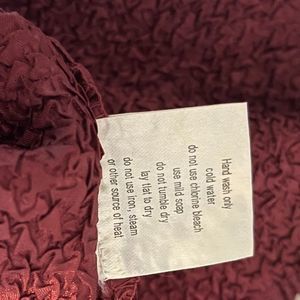 Hand wash only
cold water
do not use chlorine bleach
use mild soap
do not tumble dry
lay flat to dry
do not use iron, steam
or other source of heat